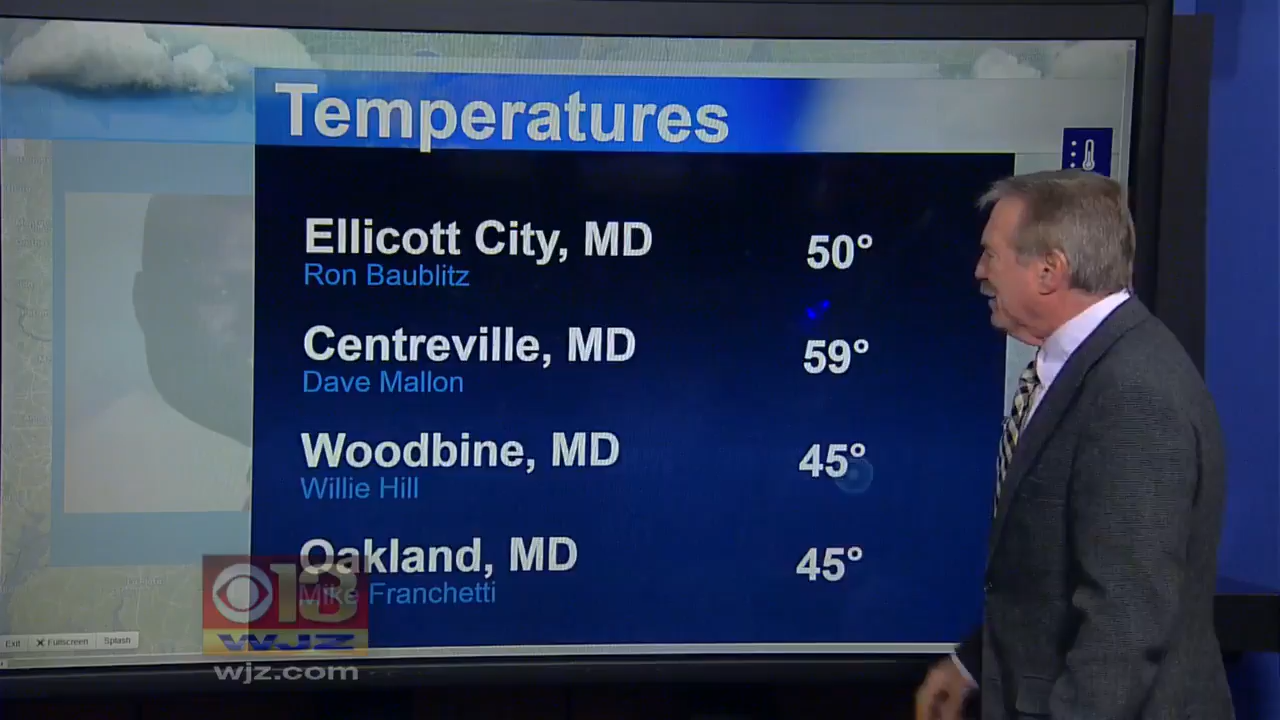 Temperatures
Ellicott City, MD 50°
Ron Baublitz
Centreville, MD 59°
Dave Mallon
Woodbine, MD 45°
Willie Hill
Oakland, MD 45°
Mike Franchetti
Exit Fullscreen Splash
13
WJZ
wjz.com